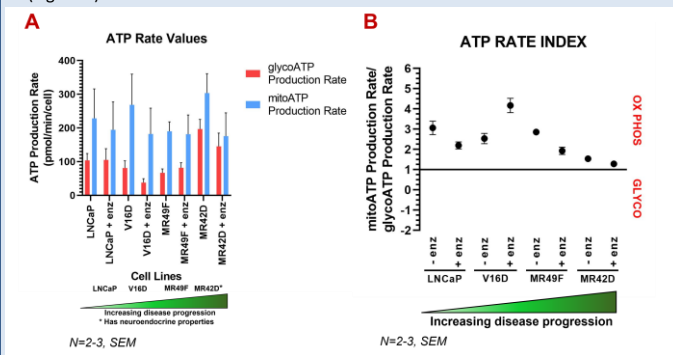 A
ATP Rate Values
ATP Production Rate
(pmol/min/cell)
400
300
200
100
0
LNCaP
LNCaP + enz
V16D
V16D + enz
MR49F
MR49F + enz
MR42D
MR42D + enz
glycoATP
Production Rate
mitoATP
Production Rate
Cell Lines
LNCaP V16D MR49F MR42D*
Increasing disease progression
* Has neuroendocrine properties
N=2-3, SEM
B
ATP RATE INDEX
mitoATP Production Rate/
glycoATP Production Rate
6
5
4
3
2
1
0
-1
-2
OX PHOS
GLYCO
- enz
+ enz
- enz
+ enz
- enz
+ enz
- enz
+ enz
LNCaP V16D MR49F MR42D
Increasing disease progression
N=2-3, SEM